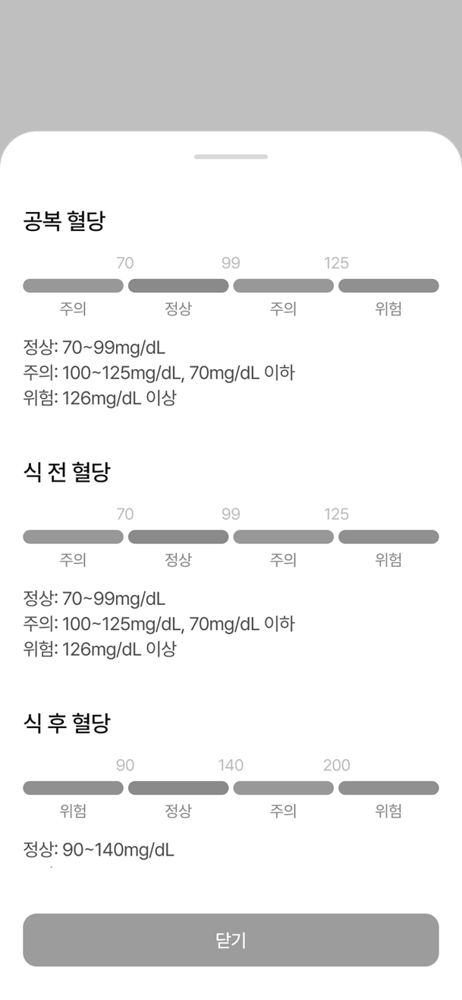 공복 혈당
70 99 125
주의 정상 주의 위험
정상: 70~99mg/dL
주의: 100~125mg/dL, 70mg/dL 이하
위험: 126mg/dL 이상
식 전 혈당
70 99 125
주의 정상 주의 위험
정상: 70~99mg/dL
주의: 100~125mg/dL, 70mg/dL 이하
위험: 126mg/dL 이상
식 후 혈당
90 140 200
위험 정상 주의 위험
정상: 90~140mg/dL
닫기